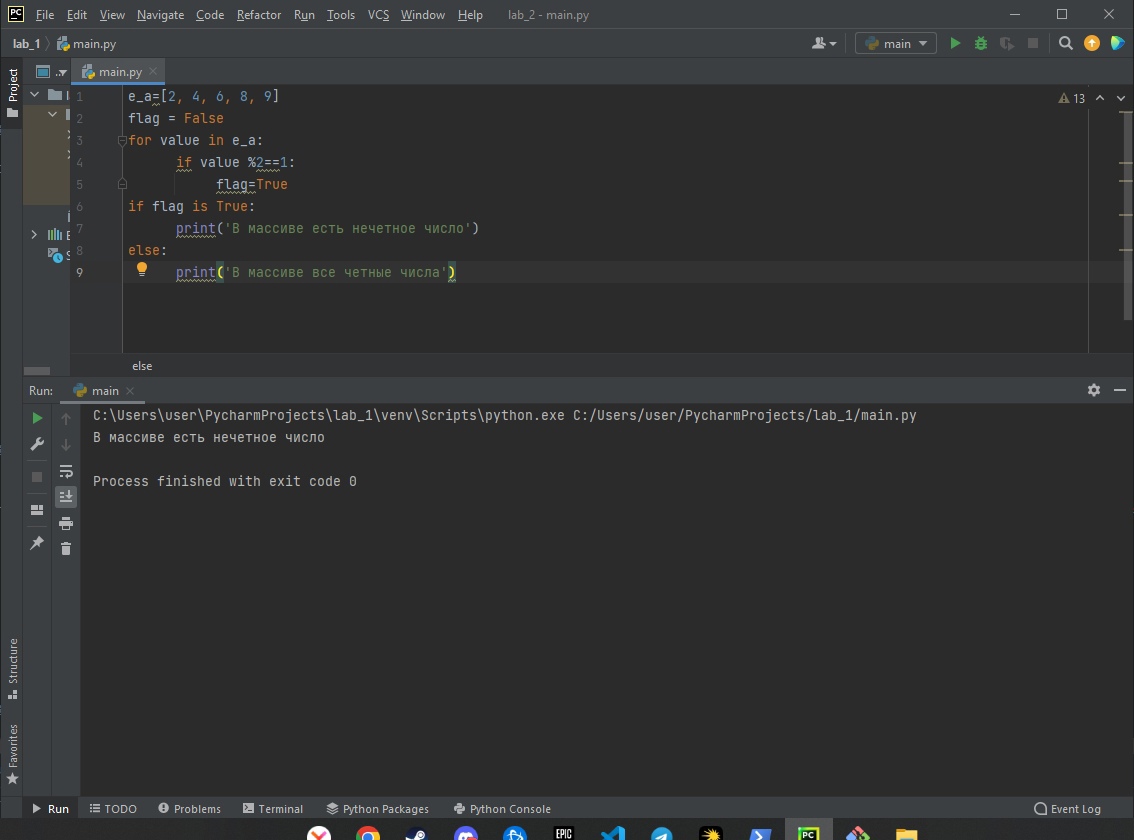 File Edit View Navigate Code Refactor Run Tools VCS Window Help lab_2 - main.py
lab_1 main.py main
Project main.py
1 e_a=[2, 4, 6, 8, 9] 13
2 flag = False
3 for value in e_a:
4 if value %2==1:
5 flag=True
6 if flag is True:
7 print('В массиве есть нечетное число')
8 else:
9 print('В массиве все четные числа')
else
Run: main
C:\Users\user\PycharmProjects\lab_1\venv\Scripts\python.exe C:/Users/user/PycharmProjects/lab_1/main.py
В массиве есть нечетное число
Process finished with exit code 0
Structure
Favorites
Run TODO Problems Terminal Python Packages Python Console Event Log
EPIC
PC